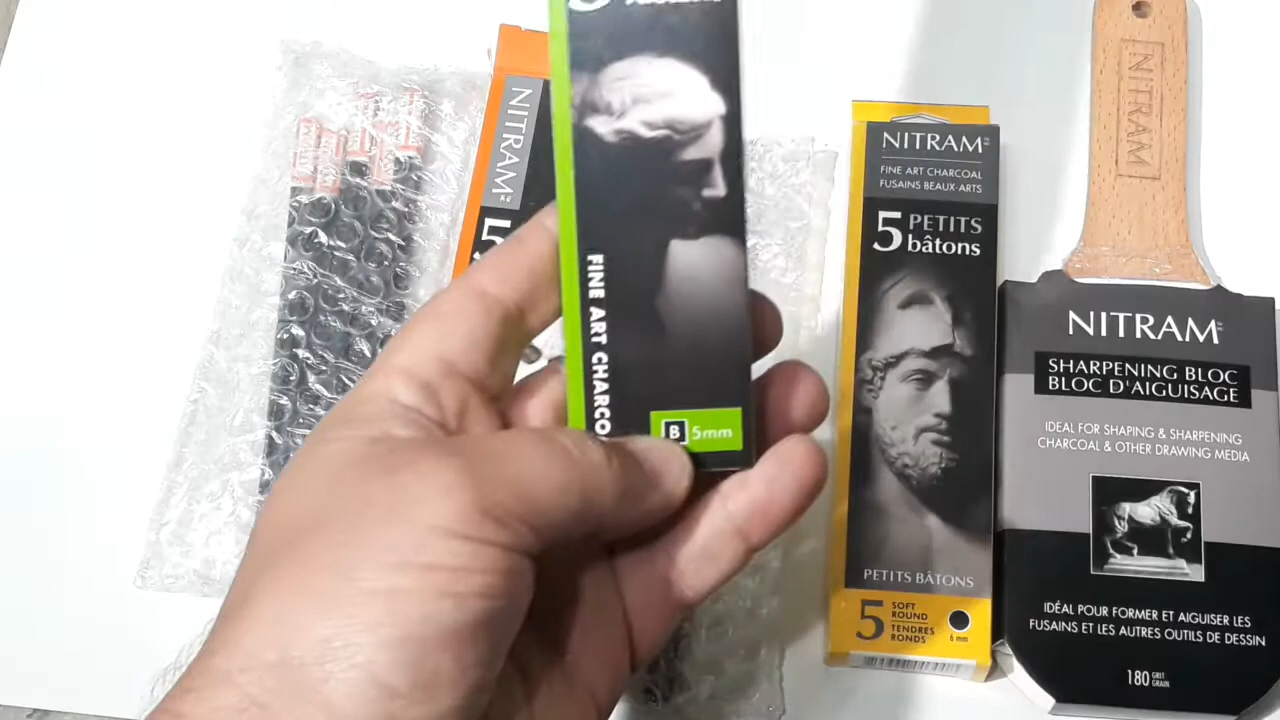 NITRAM
5
FINE ART CHARCO
B 5mm
NITRAM
FINE ART CHARCOAL
FUSAINS BEAUX-ARTS
5 PETITS
bâtons
PETITS BÂTONS
5 SOFT
ROUND
TENDRES
RONDS
6 mm
NITRAM
NITRAM
SHARPENING BLOC
BLOC D'AIGUISAGE
IDEAL FOR SHAPING & SHARPENING
CHARCOAL & OTHER DRAWING MEDIA
IDÉAL POUR FORMER ET AIGUISER LES
FUSAINS ET LES AUTRES OUTILS DE DESSIN
180 GRIT
GRAIN